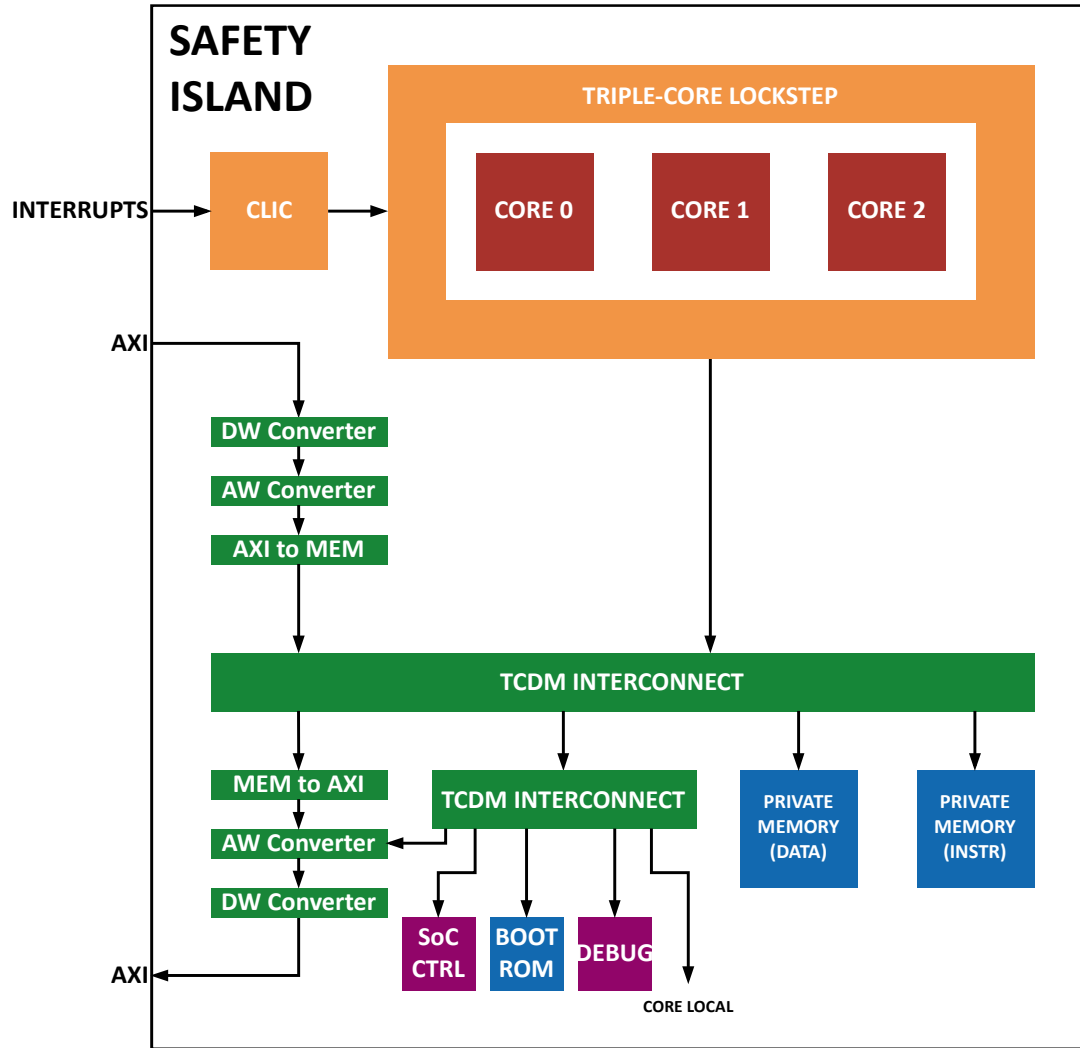 SAFETY
ISLAND
TRIPLE-CORE LOCKSTEP
INTERRUPTS
CLIC
CORE 0
CORE 1
CORE 2
AXI
DW Converter
AW Converter
AXI to MEM
TCDM INTERCONNECT
MEM to AXI
TCDM INTERCONNECT
PRIVATE
MEMORY
(DATA)
PRIVATE
MEMORY
(INSTR)
AW Converter
DW Converter
SoC
CTRL
BOOT
ROM
DEBUG
AXI
CORE LOCAL